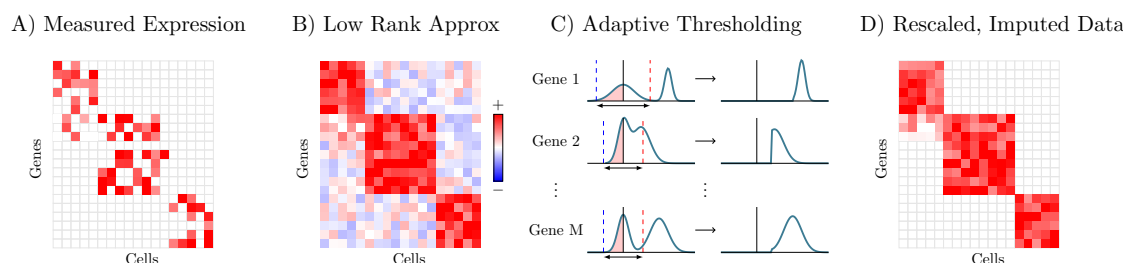 A) Measured Expression
B) Low Rank Approx
C) Adaptive Thresholding
D) Rescaled, Imputed Data
Genes
Cells
Genes
Cells
+
−
Gene 1
Gene 2
⋮
⋮
Gene M
Genes
Cells